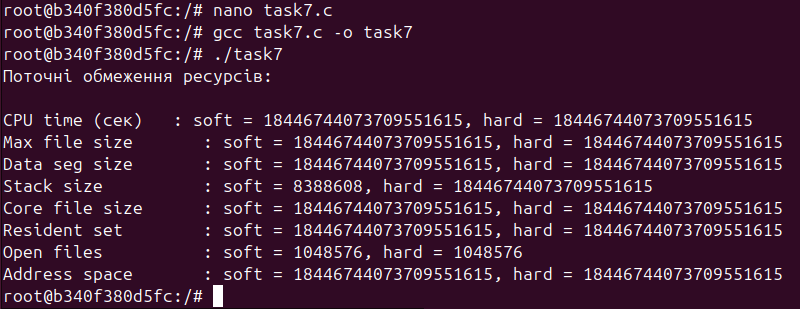 root@b340f380d5fc:/# nano task7.c
root@b340f380d5fc:/# gcc task7.c -o task7
root@b340f380d5fc:/# ./task7
Поточні обмеження ресурсів:

CPU time (сек)   : soft = 18446744073709551615, hard = 18446744073709551615
Max file size       : soft = 18446744073709551615, hard = 18446744073709551615
Data seg size       : soft = 18446744073709551615, hard = 18446744073709551615
Stack size          : soft = 8388608, hard = 18446744073709551615
Core file size      : soft = 18446744073709551615, hard = 18446744073709551615
Resident set        : soft = 18446744073709551615, hard = 18446744073709551615
Open files          : soft = 1048576, hard = 1048576
Address space       : soft = 18446744073709551615, hard = 18446744073709551615
root@b340f380d5fc:/#